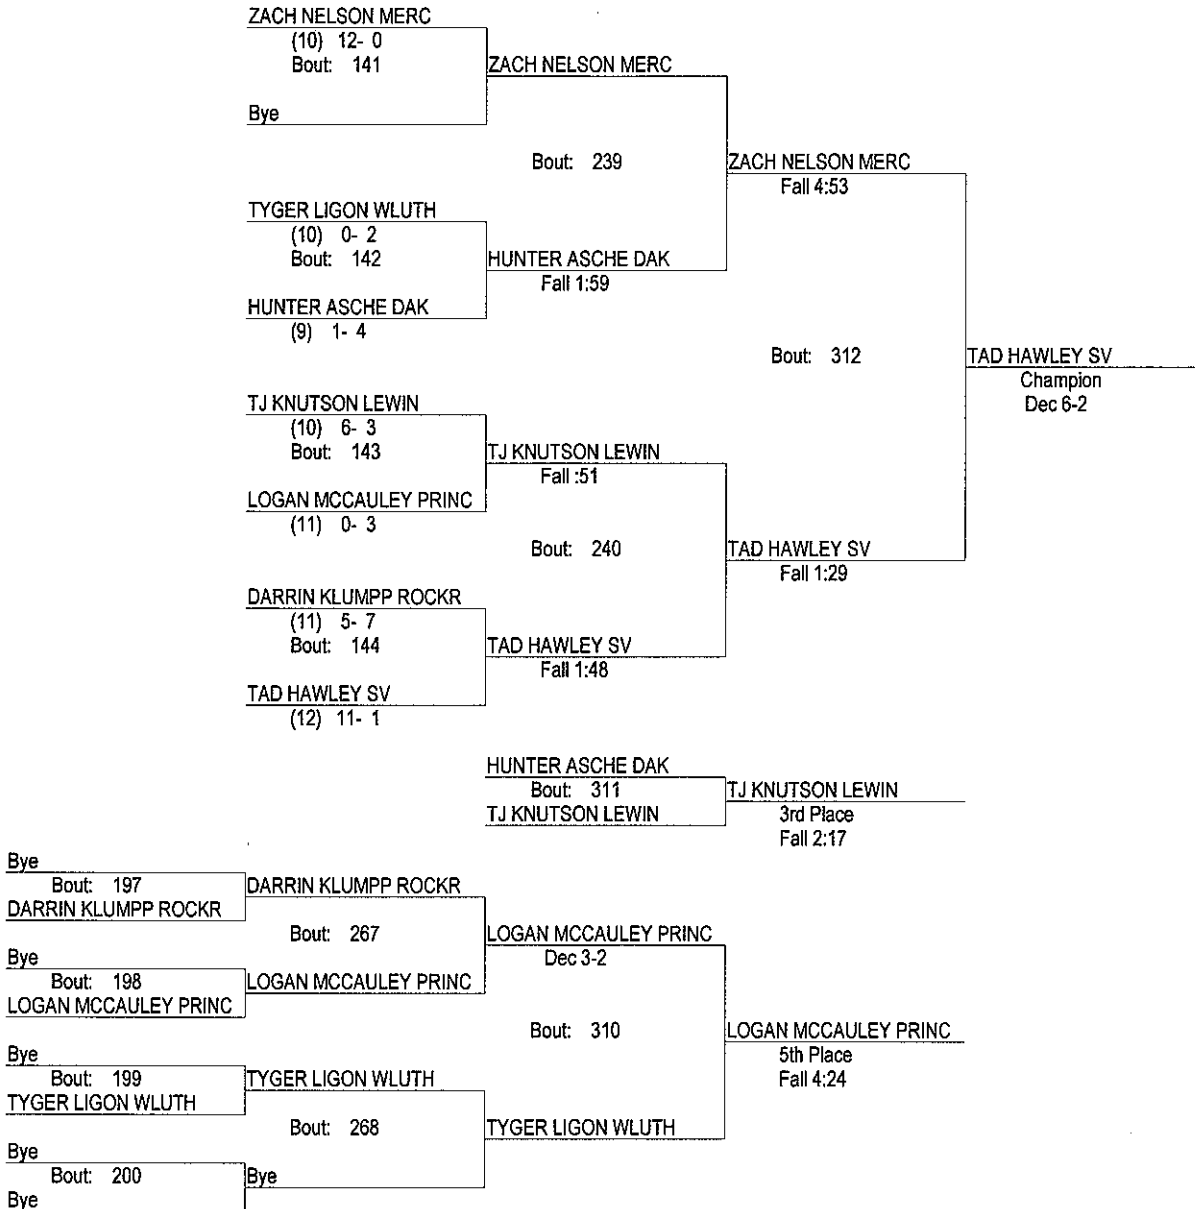 ZACH NELSON MERC
(10) 12- 0
Bout: 141
ZACH NELSON MERC
Bye
Bout: 239
ZACH NELSON MERC
Fall 4:53
TYGER LIGON WLUTH
(10) 0- 2
Bout: 142
HUNTER ASCHE DAK
Fall 1:59
HUNTER ASCHE DAK
(9) 1- 4
Bout: 312
TAD HAWLEY SV
Champion
Dec 6-2
TJ KNUTSON LEWIN
(10) 6- 3
Bout: 143
TJ KNUTSON LEWIN
Fall :51
LOGAN MCCAULEY PRINC
(11) 0- 3
Bout: 240
TAD HAWLEY SV
Fall 1:29
DARRIN KLUMPP ROCKR
(11) 5- 7
Bout: 144
TAD HAWLEY SV
Fall 1:48
TAD HAWLEY SV
(12) 11- 1
HUNTER ASCHE DAK
Bout: 311
TJ KNUTSON LEWIN
TJ KNUTSON LEWIN
3rd Place
Fall 2:17
Bye
Bout: 197
DARRIN KLUMPP ROCKR
DARRIN KLUMPP ROCKR
Bout: 267
LOGAN MCCAULEY PRINC
Dec 3-2
Bye
Bout: 198
LOGAN MCCAULEY PRINC
LOGAN MCCAULEY PRINC
Bout: 310
LOGAN MCCAULEY PRINC
5th Place
Fall 4:24
Bye
Bout: 199
TYGER LIGON WLUTH
TYGER LIGON WLUTH
Bout: 268
TYGER LIGON WLUTH
Bye
Bout: 200
Bye
Bye